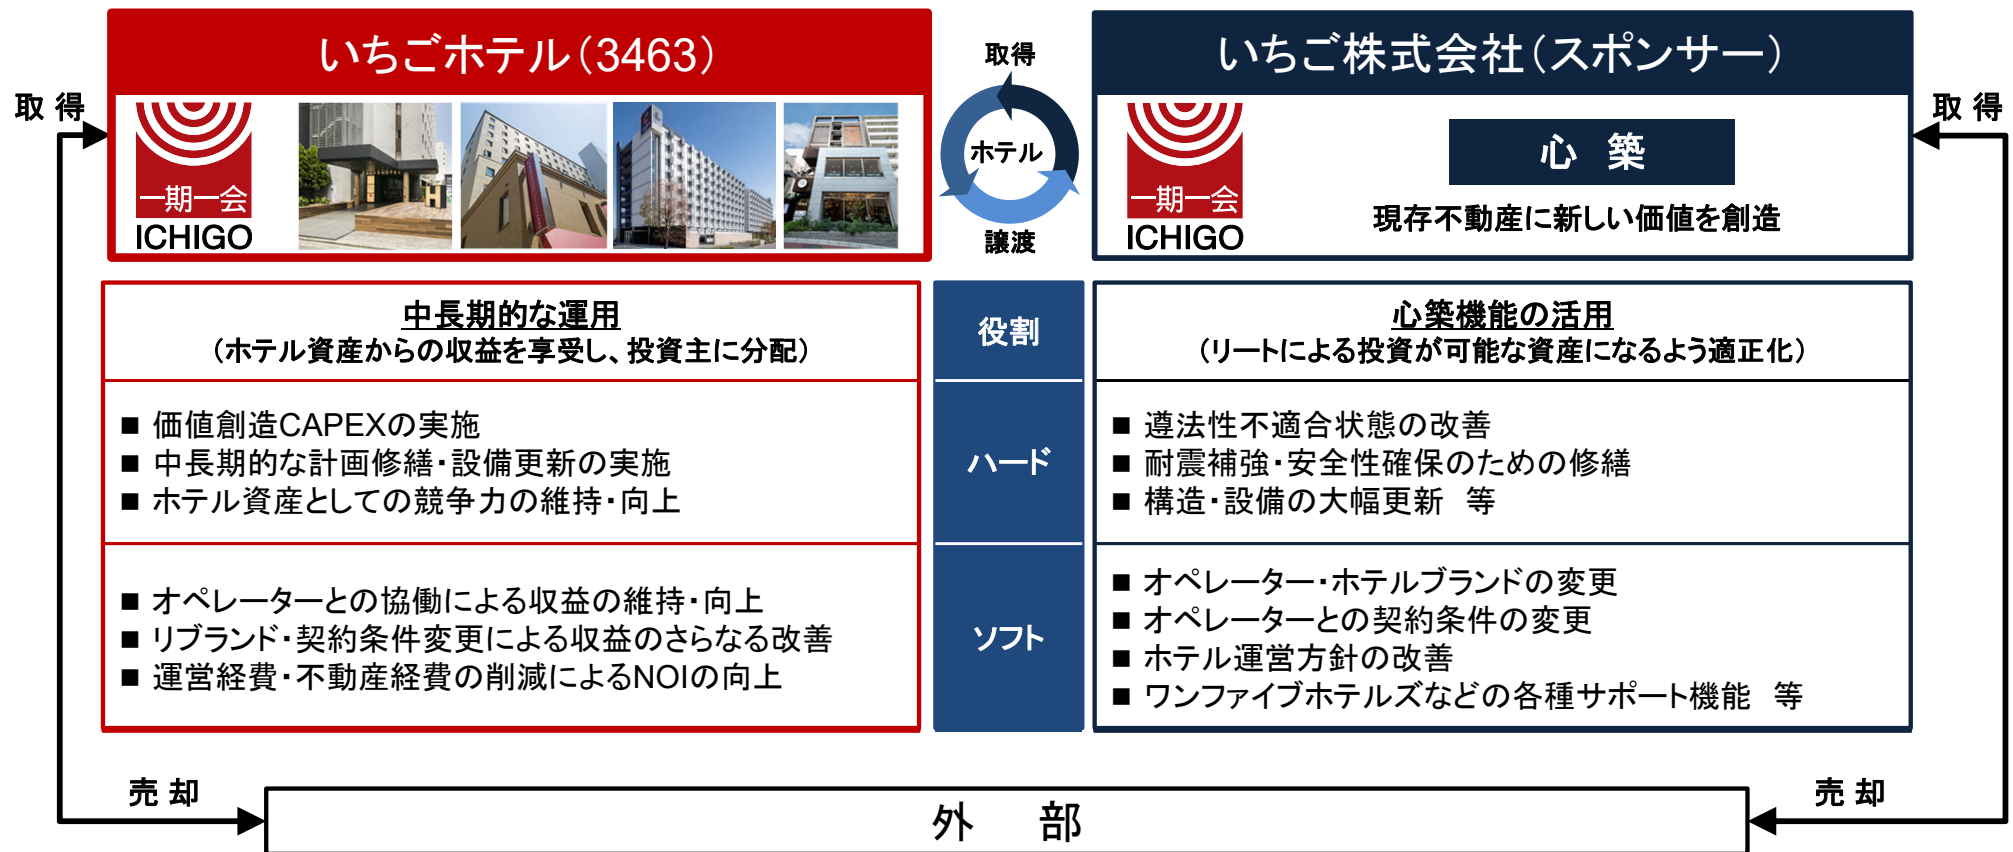 いちごホテル（3463）
取得
いちご株式会社（スポンサー）
取 得
取 得
一期一会
ICHIGO
ホテル
一期一会
ICHIGO
心 築
現存不動産に新しい価値を創造
譲渡
中長期的な運用
（ホテル資産からの収益を享受し、投資主に分配）
役割
心築機能の活用
（リートによる投資が可能な資産になるよう適正化）
■ 価値創造CAPEXの実施
■ 中長期的な計画修繕・設備更新の実施
■ ホテル資産としての競争力の維持・向上
ハード
■ 遵法性不適合状態の改善
■ 耐震補強・安全性確保のための修繕
■ 構造・設備の大幅更新　等
■ オペレーターとの協働による収益の維持・向上
■ リブランド・契約条件変更による収益のさらなる改善
■ 運営経費・不動産経費の削減によるNOIの向上
ソフト
■ オペレーター・ホテルブランドの変更
■ オペレーターとの契約条件の変更
■ ホテル運営方針の改善
■ ワンファイブホテルズなどの各種サポート機能　等
売 却
外　部
売 却